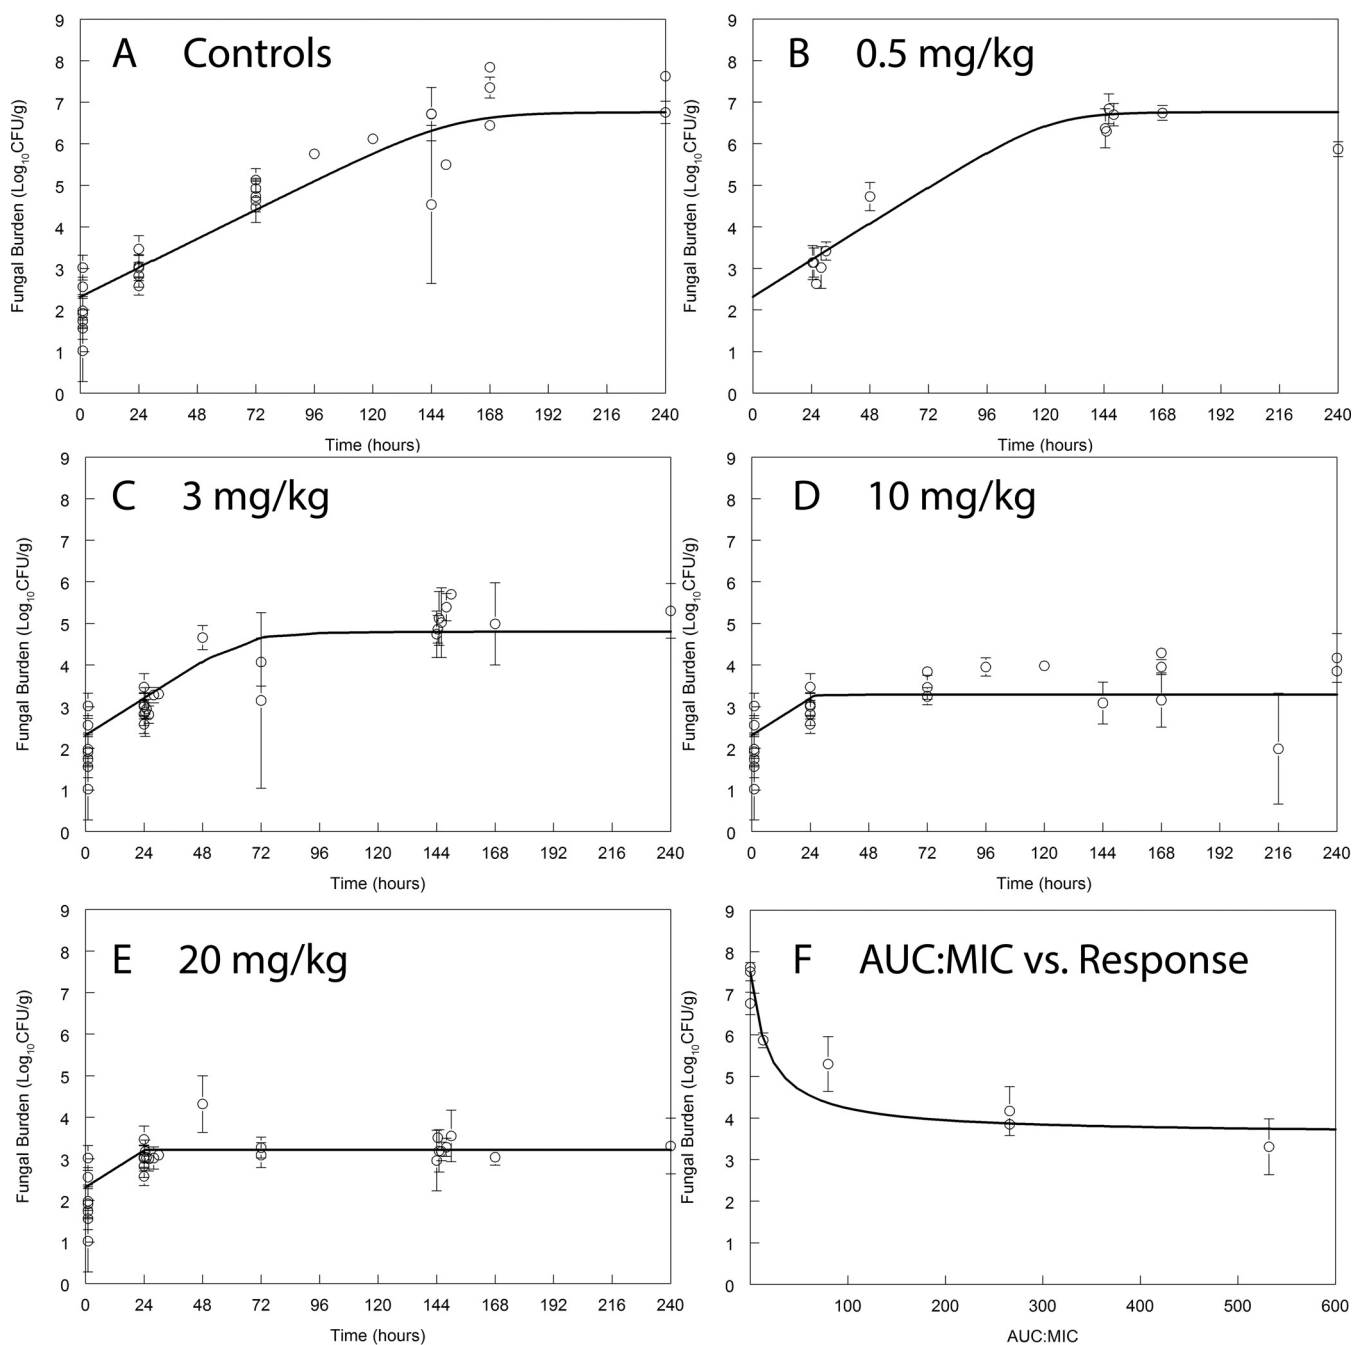 A Controls
9
8
7
6
5
4
3
2
1
0
Fungal Burden (Log10CFU/g)
0 24 48 72 96 120 144 168 192 216 240
Time (hours)
B 0.5 mg/kg
9
8
7
6
5
4
3
2
1
0
Fungal Burden (Log10CFU/g)
0 24 48 72 96 120 144 168 192 216 240
Time (hours)
C 3 mg/kg
9
8
7
6
5
4
3
2
1
0
Fungal Burden (Log10CFU/g)
0 24 48 72 96 120 144 168 192 216 240
Time (hours)
D 10 mg/kg
9
8
7
6
5
4
3
2
1
0
Fungal Burden (Log10CFU/g)
0 24 48 72 96 120 144 168 192 216 240
Time (hours)
E 20 mg/kg
9
8
7
6
5
4
3
2
1
0
Fungal Burden (Log10CFU/g)
0 24 48 72 96 120 144 168 192 216 240
Time (hours)
F AUC:MIC vs. Response
9
8
7
6
5
4
3
2
1
0
Fungal Burden (Log10CFU/g)
100 200 300 400 500 600
AUC:MIC